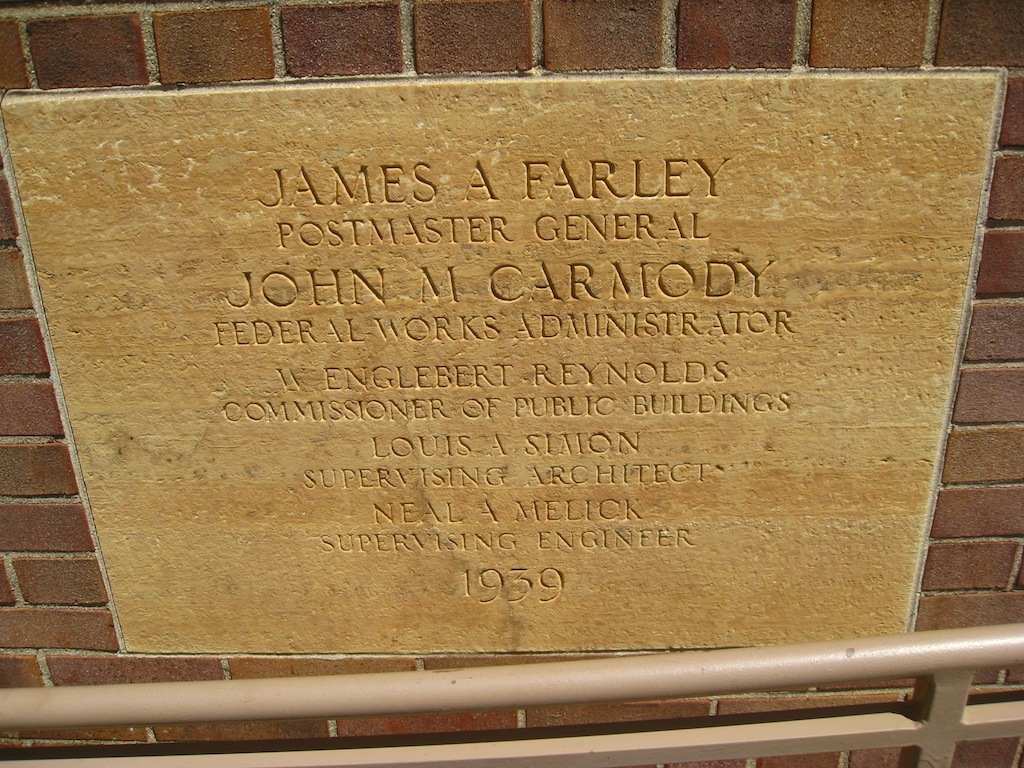 JAMES A FARLEY
POSTMASTER GENERAL
JOHN M CARMODY
FEDERAL WORKS ADMINISTRATOR
W ENGLEBERT REYNOLDS
COMMISSIONER OF PUBLIC BUILDINGS
LOUIS A SIMON
SUPERVISING ARCHITECT
NEAL A MELICK
SUPERVISING ENGINEER
1939